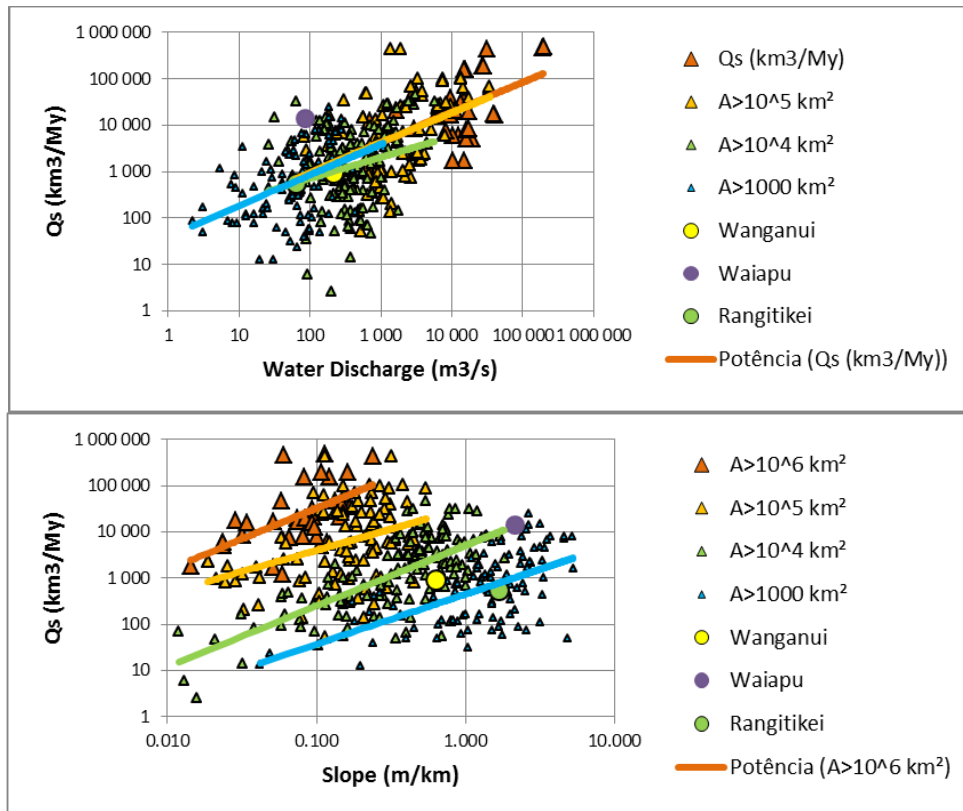 1 000 000
100 000
10 000
1 000
100
10
1
Qs (km3/My)
1 10 100 1 000 10 000 100 000 1 000 000
Water Discharge (m3/s)
Qs (km3/My)
A>10^5 km²
A>10^4 km²
A>1000 km²
Wanganui
Waiapu
Rangitikei
Potência (Qs (km3/My))
1 000 000
100 000
10 000
1 000
100
10
1
Qs (km3/My)
0.010 0.100 1.000 10.000
Slope (m/km)
A>10^6 km²
A>10^5 km²
A>10^4 km²
A>1000 km²
Wanganui
Waiapu
Rangitikei
Potência (A>10^6 km²)